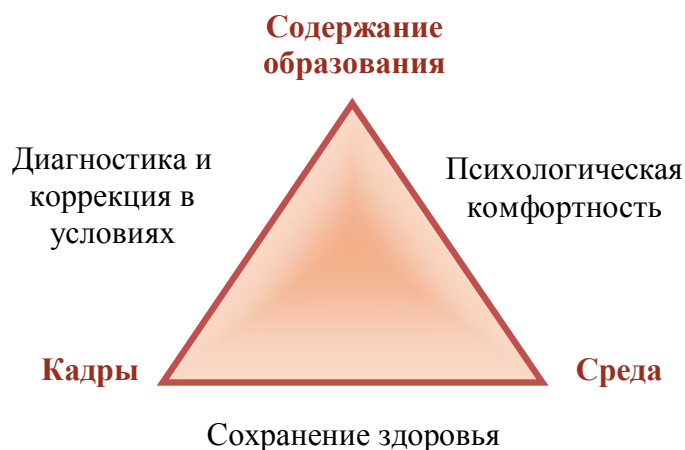 Содержание
образования
Диагностика и
коррекция в
условиях
Психологическая
комфортность
Кадры
Среда
Сохранение здоровья